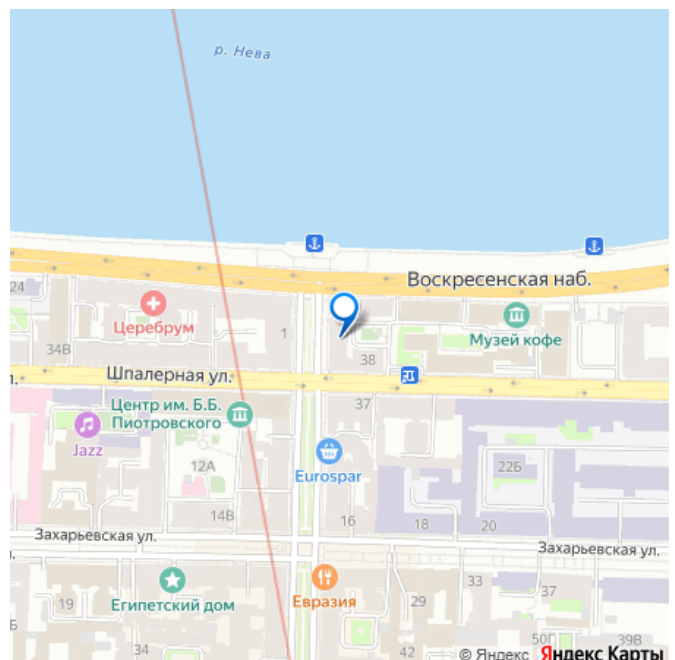 р. Нева
Воскресенская наб.
24
Церебрум
1
Музей кофе
34В
38
Шпалерная ул.
л.
37
Центр им. Б.Б.
Пиотровского
Jazz
Eurospar
12А
22Б
14В
16
18
20
Захарьевская ул.
Захарьевская ул.
л.
Египетский дом
Евразия
19
33
37
29
Б
34
42
50Г
39В
© Яндекс Яндекс Карты